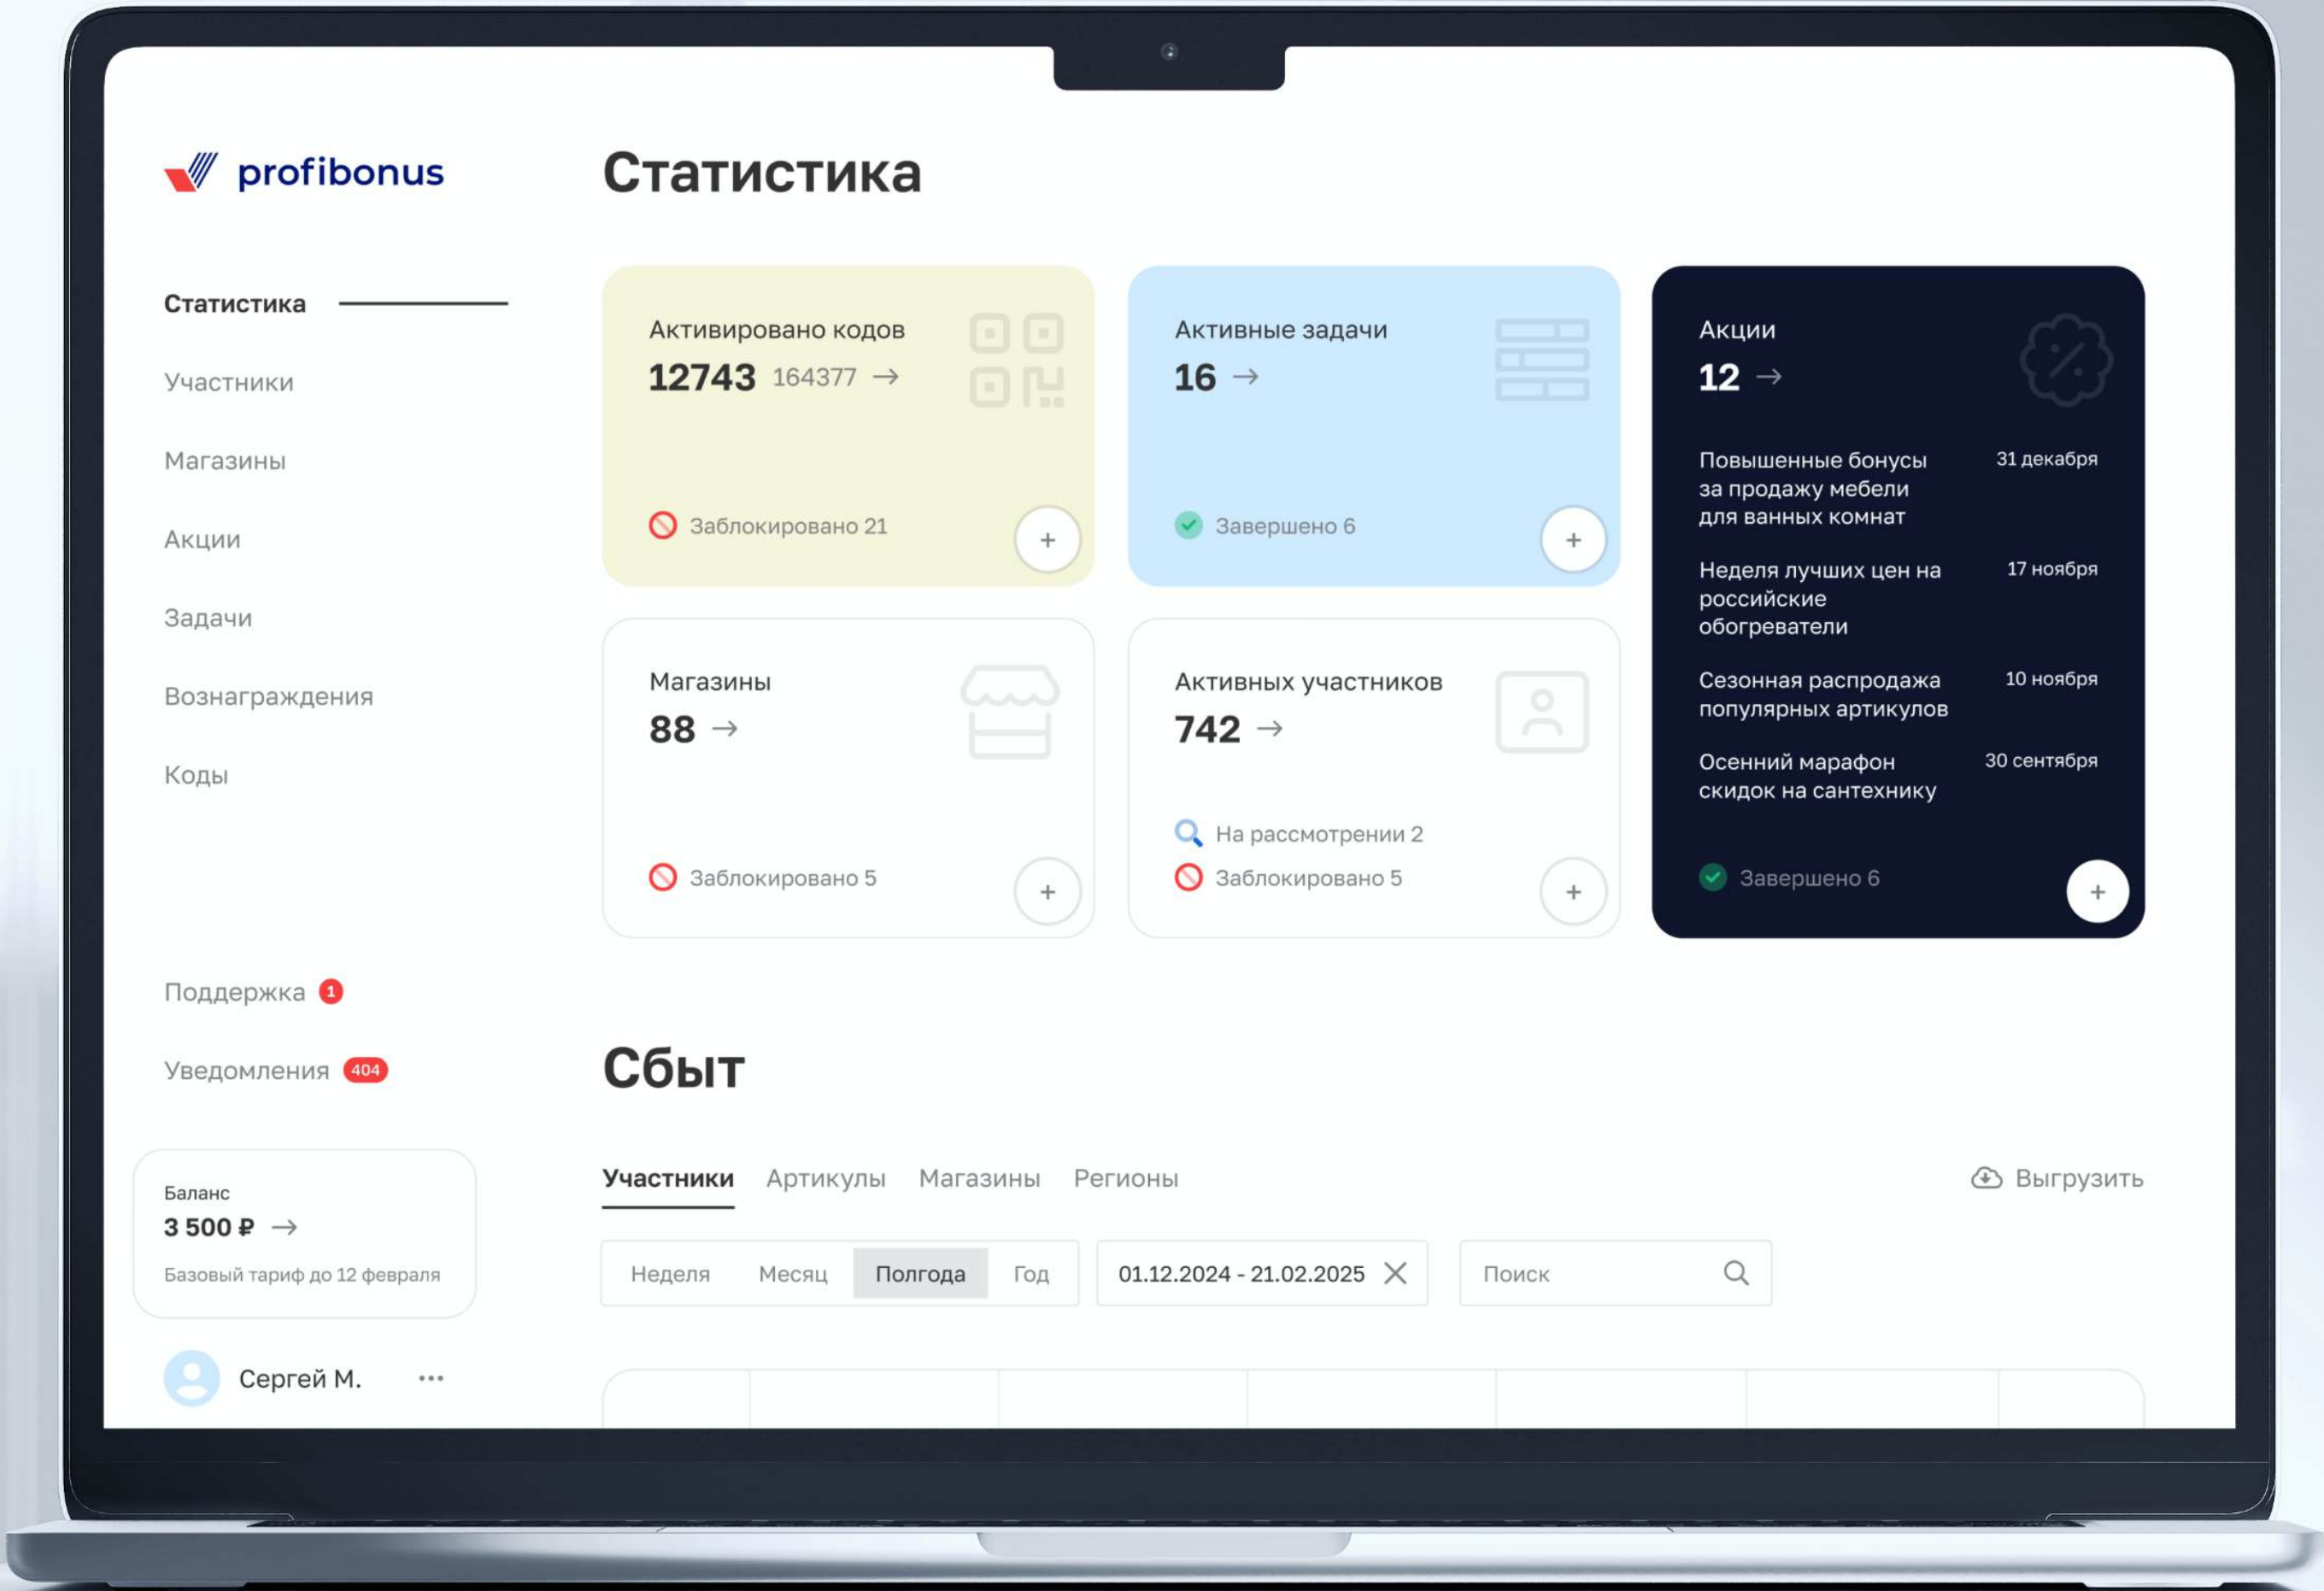 profibonus
Статистика
Участники
Магазины
Акции
Задачи
Вознаграждения
Коды
Поддержка 1
Уведомления 404
Баланс
3 500 ₽ →
Базовый тариф до 12 февраля
Сергей М. ...
Статистика
Активировано кодов
12743 164377 →
Заблокировано 21
+
Активные задачи
16 →
Завершено 6
+
Магазины
88 →
Заблокировано 5
+
Активных участников
742 →
На рассмотрении 2
Заблокировано 5
+
Акции
12 →
Повышенные бонусы 31 декабря
за продажу мебели
для ванных комнат
Неделя лучших цен на 17 ноября
российские
обогреватели
Сезонная распродажа 10 ноября
популярных артикулов
Осенний марафон 30 сентября
скидок на сантехнику
Завершено 6
+
Сбыт
Участники Артикулы Магазины Регионы Выгрузить
Неделя Месяц Полгода Год 01.12.2024 - 21.02.2025 Поиск